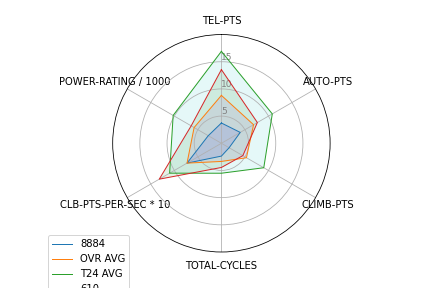 TEL-PTS
POWER-RATING / 1000
AUTO-PTS
15
10
5
CLB-PTS-PER-SEC * 10
CLIMB-PTS
TOTAL-CYCLES
8884
OVR AVG
T24 AVG
610